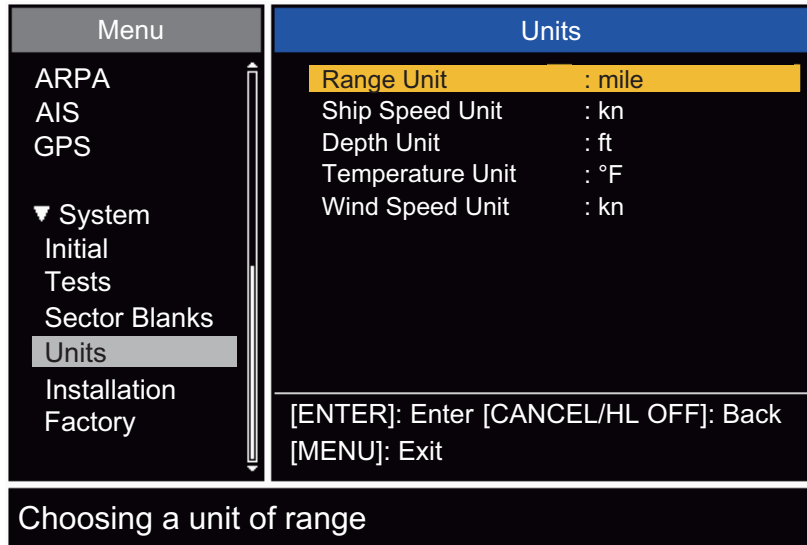 Menu
ARPA
AIS
GPS
▼ System
Initial
Tests
Sector Blanks
Units
Installation
Factory
Units
Range Unit : mile
Ship Speed Unit : kn
Depth Unit : ft
Temperature Unit : °F
Wind Speed Unit : kn
[ENTER]: Enter [CANCEL/HL OFF]: Back
[MENU]: Exit
Choosing a unit of range